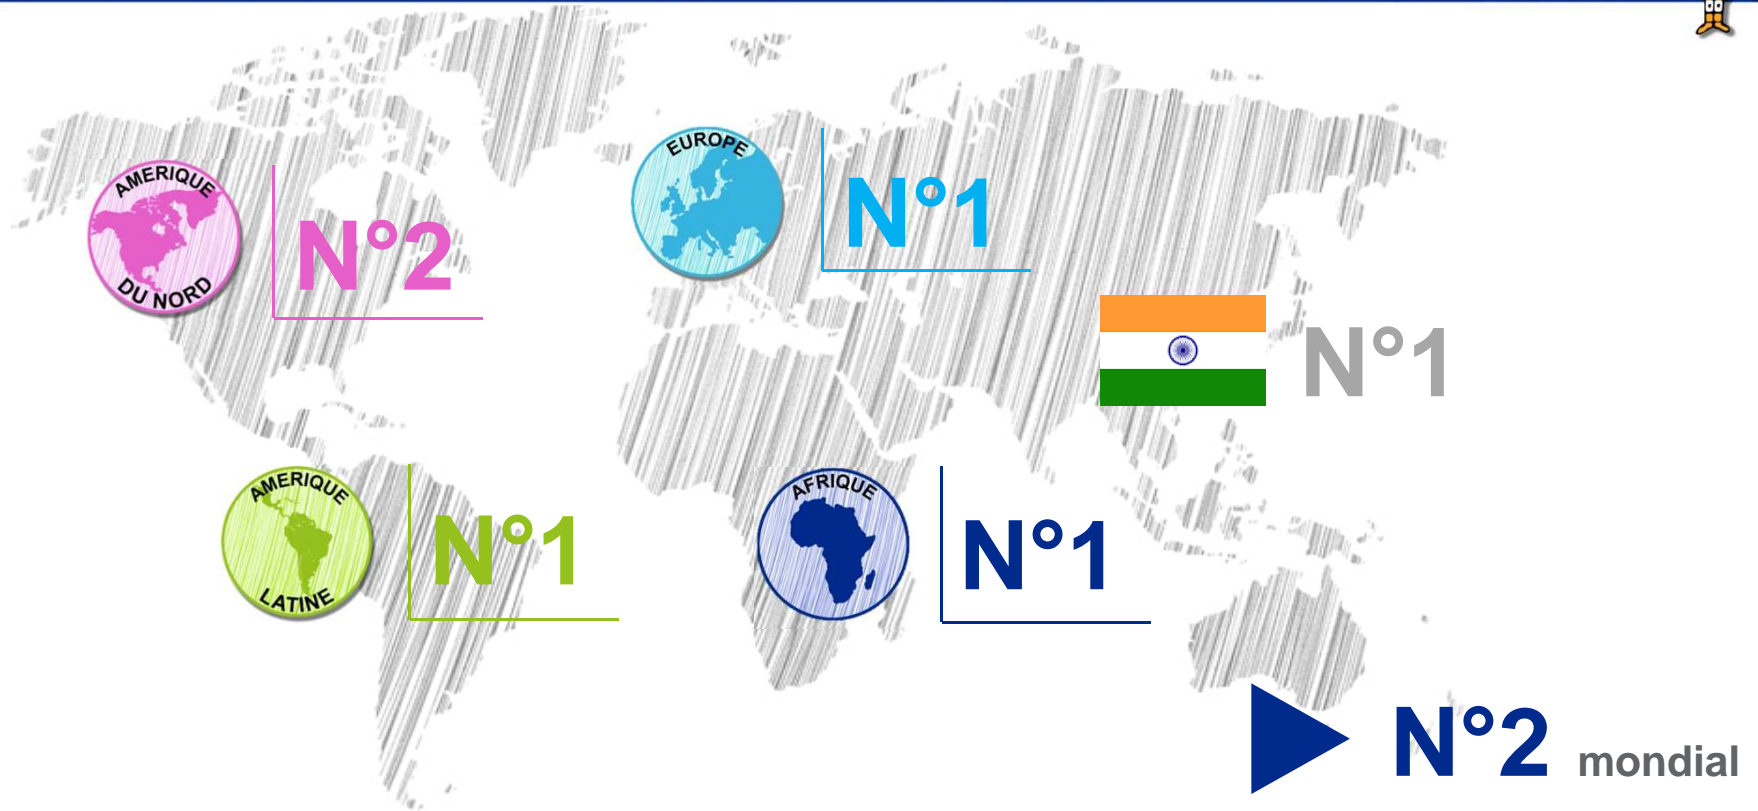 AMERIQUE
DU NORD
N°2
EUROPE
N°1
N°1
AMERIQUE
LATINE
N°1
AFRIQUE
N°1
N°2 mondial